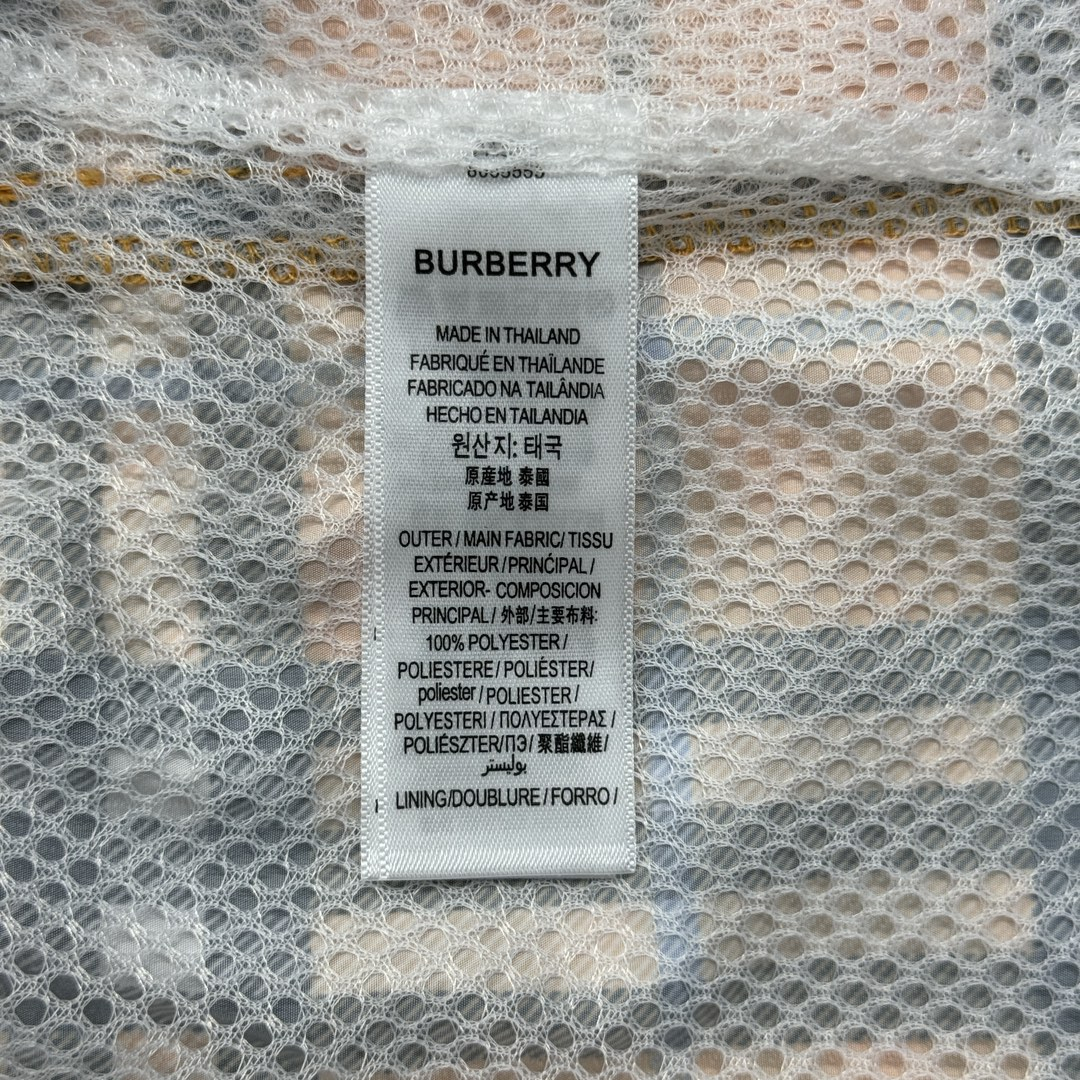 BURBERRY
MADE IN THAILAND
FABRIQUÉ EN THAÏLANDE
FABRICADO NA TAILÂNDIA
HECHO EN TAILANDIA
원산지: 태국
原産地 泰國
原产地 泰国
OUTER / MAIN FABRIC/ TISSU
EXTÉRIEUR / PRINĆIPAL /
EXTERIOR- COMPOSICION
PRINCIPAL / 外部/主要布料:
100% POLYESTER /
POLIESTERE / POLIÉSTER/
poliester / POLIESTER /
POLYESTERI / ΠΟΛΥΕΣΤΕΡΑΣ /
POLIÉSZTER/ПЭ/ 聚酯纖維/
بوليستر
LINING/DOUBLURE / FORRO /